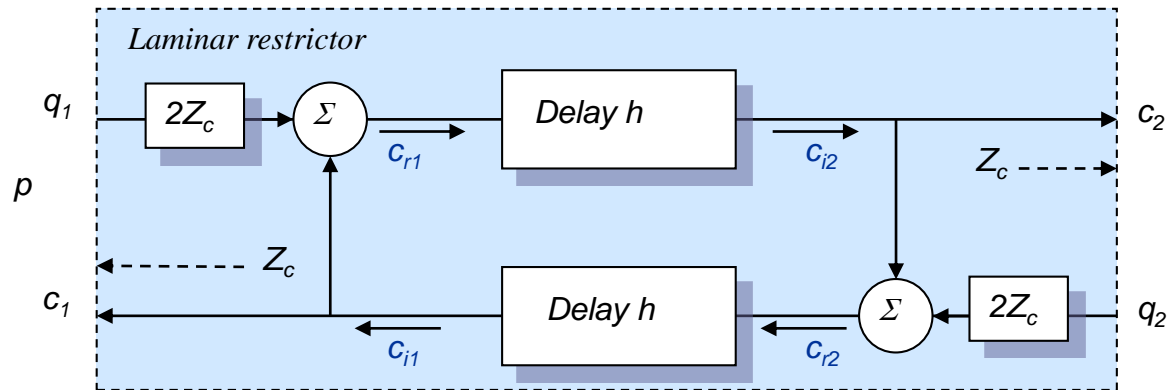 Laminar restrictor
q1
2Zc
Σ
Delay h
c2
cr1
ci2
Zc
p
Zc
c1
Delay h
Σ
2Zc
q2
ci1
cr2